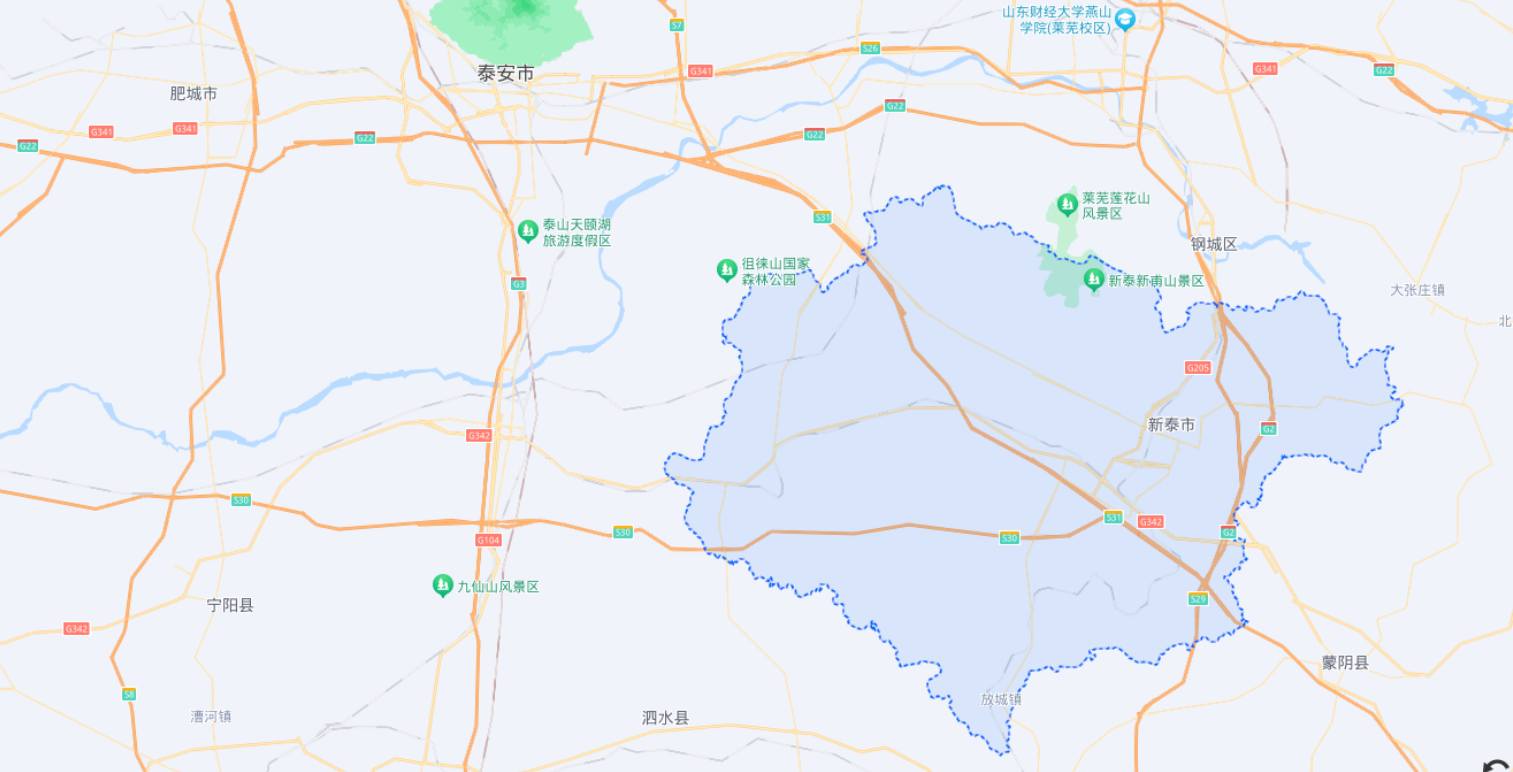 山东财经大学燕山
学院(莱芜校区)
S7
S26
G341
G341
G22
泰安市
肥城市
G22
G341
G341
G22
G22
G22
莱芜莲花山
风景区
S31
泰山天颐湖
旅游度假区
钢城区
徂徕山国家
森林公园
新泰新甫山景区
G3
大张庄镇
北
G205
新泰市
G2
G342
S30
S31
G342
S30
S30
G2
G104
九仙山风景区
S29
宁阳县
G342
蒙阴县
S8
放城镇
漕河镇
泗水县